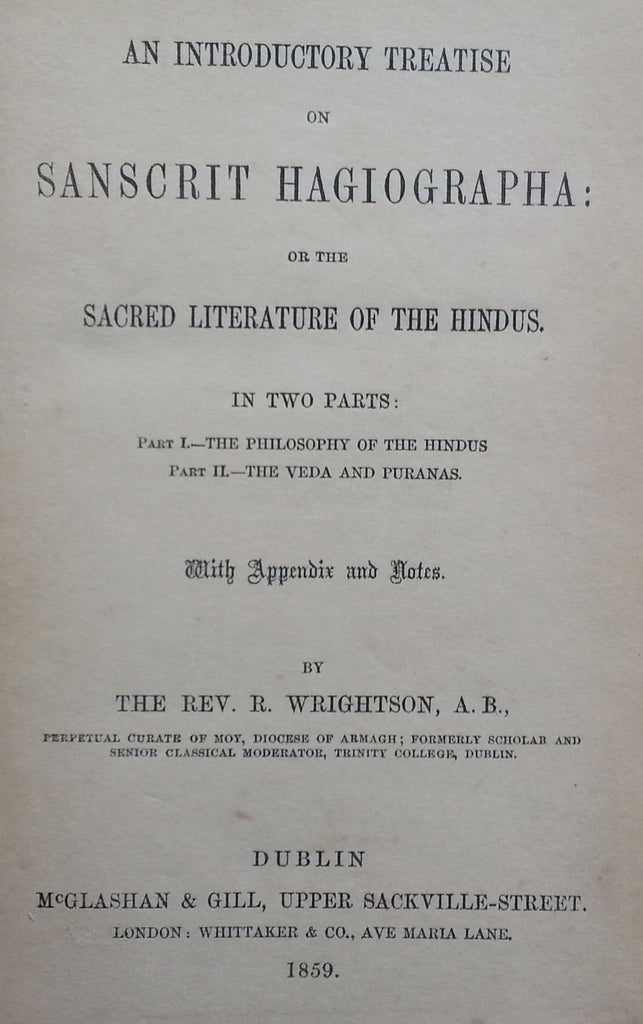 AN INTRODUCTORY TREATISE
ON
SANSCRIT HAGIOGRAPHA:
OR THE
SACRED LITERATURE OF THE HINDUS.
IN TWO PARTS:
PART I.—THE PHILOSOPHY OF THE HINDUS
PART II.—THE VEDA AND PURANAS.
With Appendix and Notes.
BY
THE REV. R. WRIGHTSON, A. B.,
PERPETUAL CURATE OF MOY, DIOCESE OF ARMAGH; FORMERLY SCHOLAR AND
SENIOR CLASSICAL MODERATOR, TRINITY COLLEGE, DUBLIN.
DUBLIN
McGLASHAN & GILL, UPPER SACKVILLE-STREET.
LONDON: WHITTAKER & CO., AVE MARIA LANE.
1859.